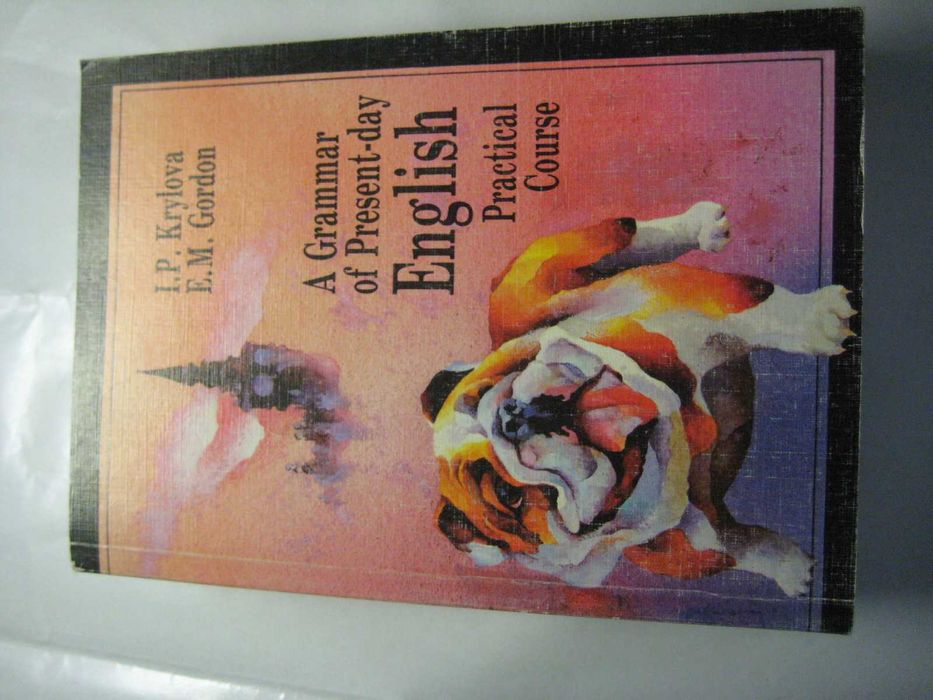 I.P. Krylova
E.M. Gordon
A Grammar
of Present-day
English
Practical
Course